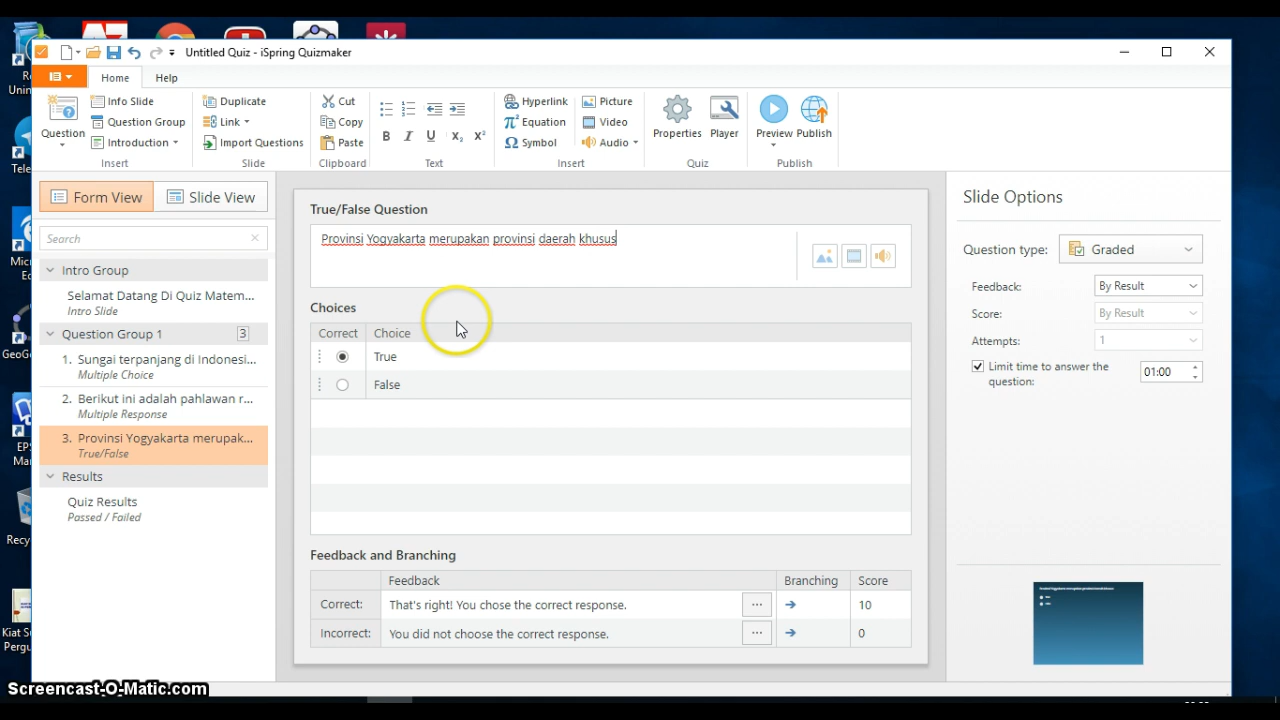 Untitled Quiz - iSpring Quizmaker
Home Help
Question
Info Slide
Question Group
Introduction
Insert
Duplicate
Link
Import Questions
Slide
Cut
Copy
Paste
Clipboard
B I U X₂ X²
Text
Hyperlink
π Equation
Ω Symbol
Picture
Video
Audio
Insert
Properties Player
Quiz
Preview Publish
Publish
Form View Slide View
Search
Intro Group
Selamat Datang Di Quiz Matem...
Intro Slide
Question Group 1 3
1. Sungai terpanjang di Indonesi...
Multiple Choice
2. Berikut ini adalah pahlawan r...
Multiple Response
3. Provinsi Yogyakarta merupak...
True/False
Results
Quiz Results
Passed / Failed
True/False Question
Provinsi Yogyakarta merupakan provinsi daerah khusus
Choices
Correct Choice
True
False
Feedback and Branching
Feedback Branching Score
Correct: That's right! You chose the correct response. ... 10
Incorrect: You did not choose the correct response. ... 0
Slide Options
Question type: Graded
Feedback: By Result
Score: By Result
Attempts: 1
Limit time to answer the
question: 01:00
Screencast-O-Matic.com